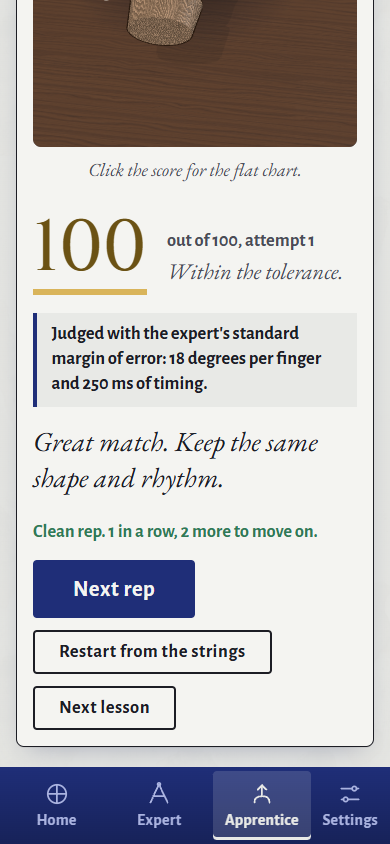 Click the score for the flat chart.
100
out of 100, attempt 1
Within the tolerance.
Judged with the expert's standard
margin of error: 18 degrees per finger
and 250 ms of timing.
Great match. Keep the same
shape and rhythm.
Clean rep. 1 in a row, 2 more to move on.
Next rep
Restart from the strings
Next lesson
Home
Expert
Apprentice
Settings